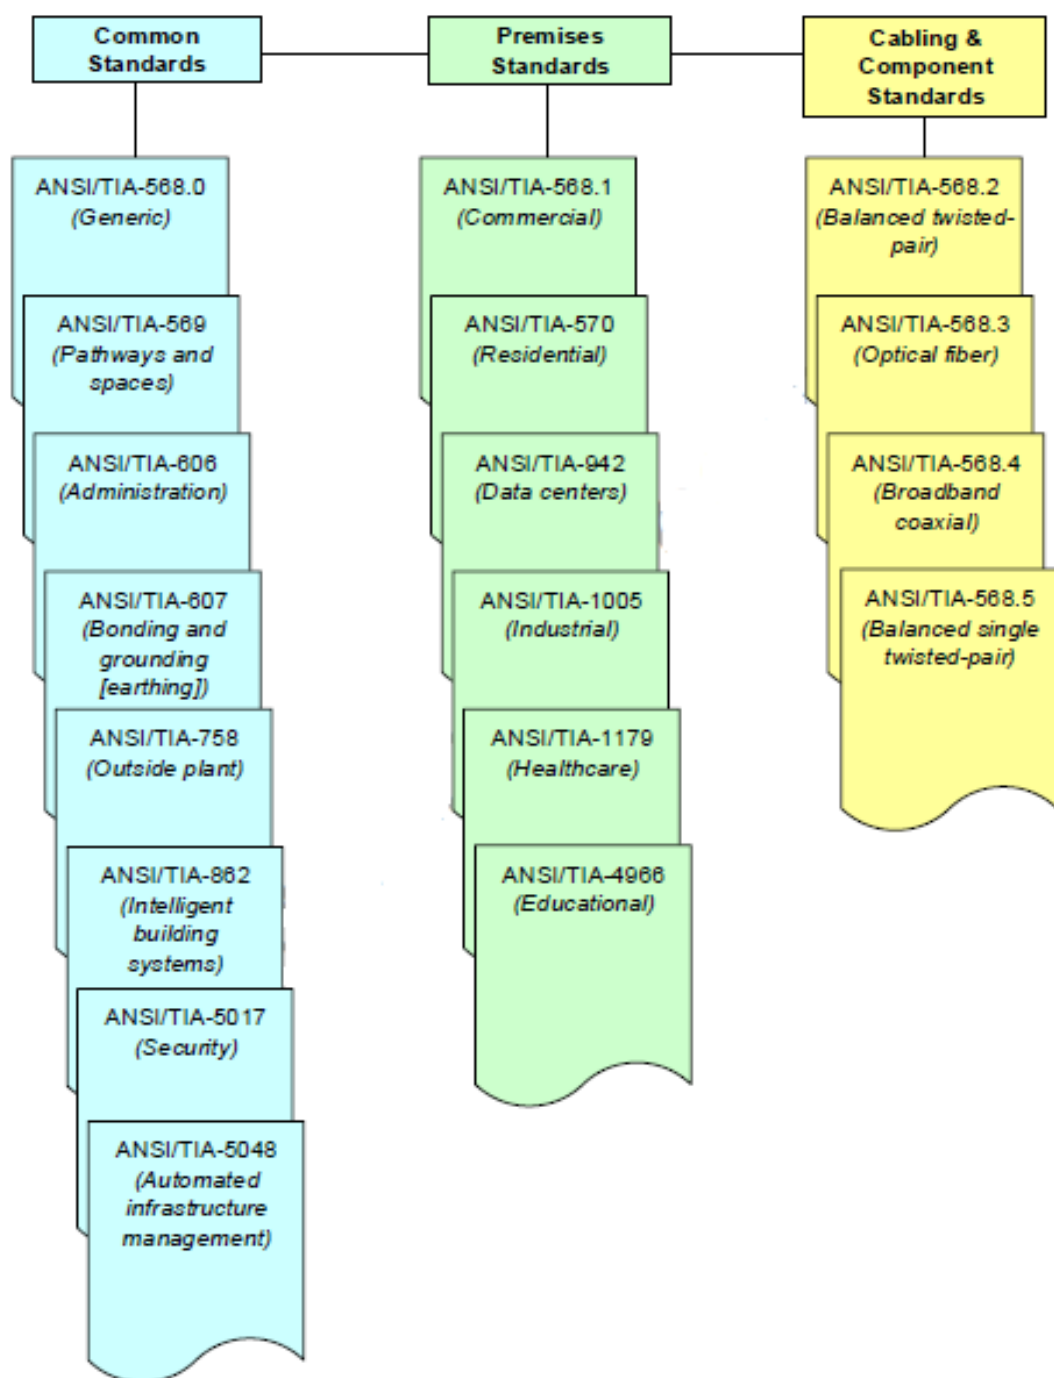 Common
Standards
Premises
Standards
Cabling &
Component
Standards
ANSI/TIA-568.0
(Generic)
ANSI/TIA-569
(Pathways and
spaces)
ANSI/TIA-606
(Administration)
ANSI/TIA-607
(Bonding and
grounding
[earthing])
ANSI/TIA-758
(Outside plant)
ANSI/TIA-862
(Intelligent
building
systems)
ANSI/TIA-5017
(Security)
ANSI/TIA-5048
(Automated
infrastructure
management)
ANSI/TIA-568.1
(Commercial)
ANSI/TIA-570
(Residential)
ANSI/TIA-942
(Data centers)
ANSI/TIA-1005
(Industrial)
ANSI/TIA-1179
(Healthcare)
ANSI/TIA-4966
(Educational)
ANSI/TIA-568.2
(Balanced twisted-
pair)
ANSI/TIA-568.3
(Optical fiber)
ANSI/TIA-568.4
(Broadband
coaxial)
ANSI/TIA-568.5
(Balanced single
twisted-pair)